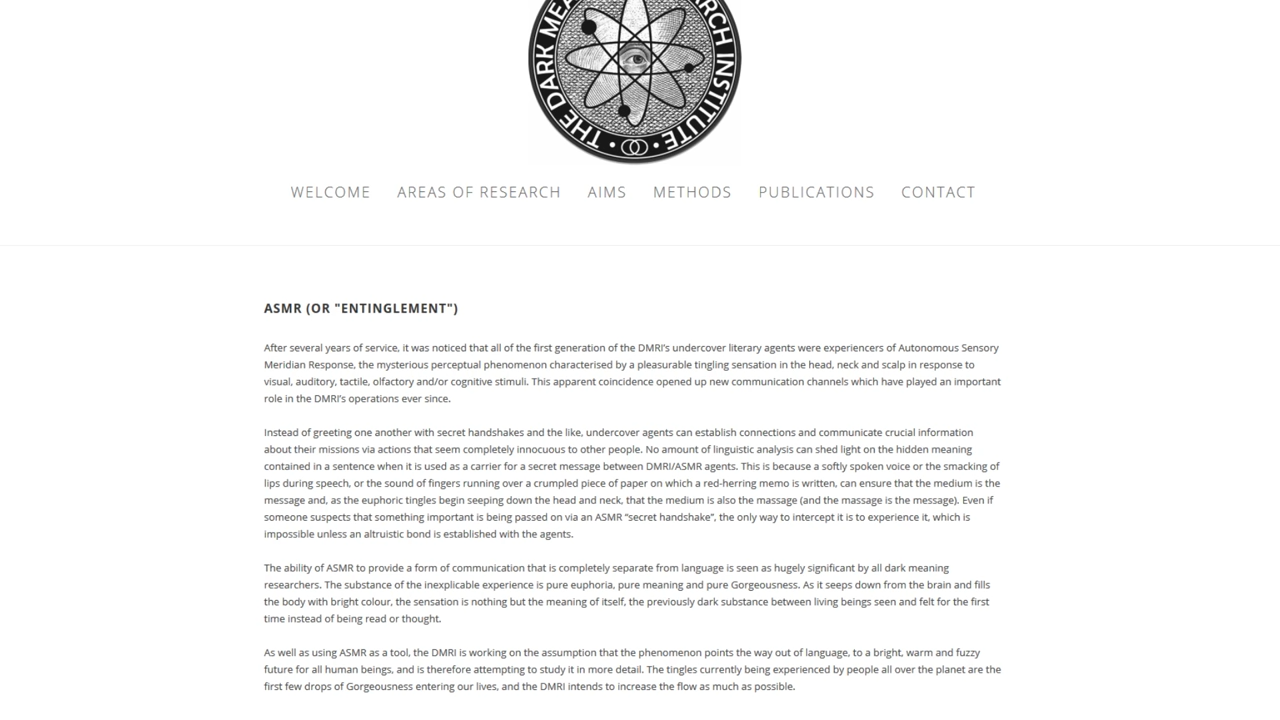 THE DARK MEA RCH INSTITUTE
WELCOME AREAS OF RESEARCH AIMS METHODS PUBLICATIONS CONTACT
ASMR (OR "ENTINGLEMENT")
After several years of service, it was noticed that all of the first generation of the DMRI's undercover literary agents were experiencers of Autonomous Sensory
Meridian Response, the mysterious perceptual phenomenon characterised by a pleasurable tingling sensation in the head, neck and scalp in response to
visual, auditory, tactile, olfactory and/or cognitive stimuli. This apparent coincidence opened up new communication channels which have played an important
role in the DMRI's operations ever since.
Instead of greeting one another with secret handshakes and the like, undercover agents can establish connections and communicate crucial information
about their missions via actions that seem completely innocuous to other people. No amount of linguistic analysis can shed light on the hidden meaning
contained in a sentence when it is used as a carrier for a secret message between DMRI/ASMR agents. This is because a softly spoken voice or the smacking of
lips during speech, or the sound of fingers running over a crumpled piece of paper on which a red-herring memo is written, can ensure that the medium is the
message and, as the euphoric tingles begin seeping down the head and neck, that the medium is also the massage (and the massage is the message). Even if
someone suspects that something important is being passed on via an ASMR “secret handshake”, the only way to intercept it is to experience it, which is
impossible unless an altruistic bond is established with the agents.
The ability of ASMR to provide a form of communication that is completely separate from language is seen as hugely significant by all dark meaning
researchers. The substance of the inexplicable experience is pure euphoria, pure meaning and pure Gorgeousness. As it seeps down from the brain and fills
the body with bright colour, the sensation is nothing but the meaning of itself, the previously dark substance between living beings seen and felt for the first
time instead of being read or thought.
As well as using ASMR as a tool, the DMRI is working on the assumption that the phenomenon points the way out of language, to a bright, warm and fuzzy
future for all human beings, and is therefore attempting to study it in more detail. The tingles currently being experienced by people all over the planet are the
first few drops of Gorgeousness entering our lives, and the DMRI intends to increase the flow as much as possible.